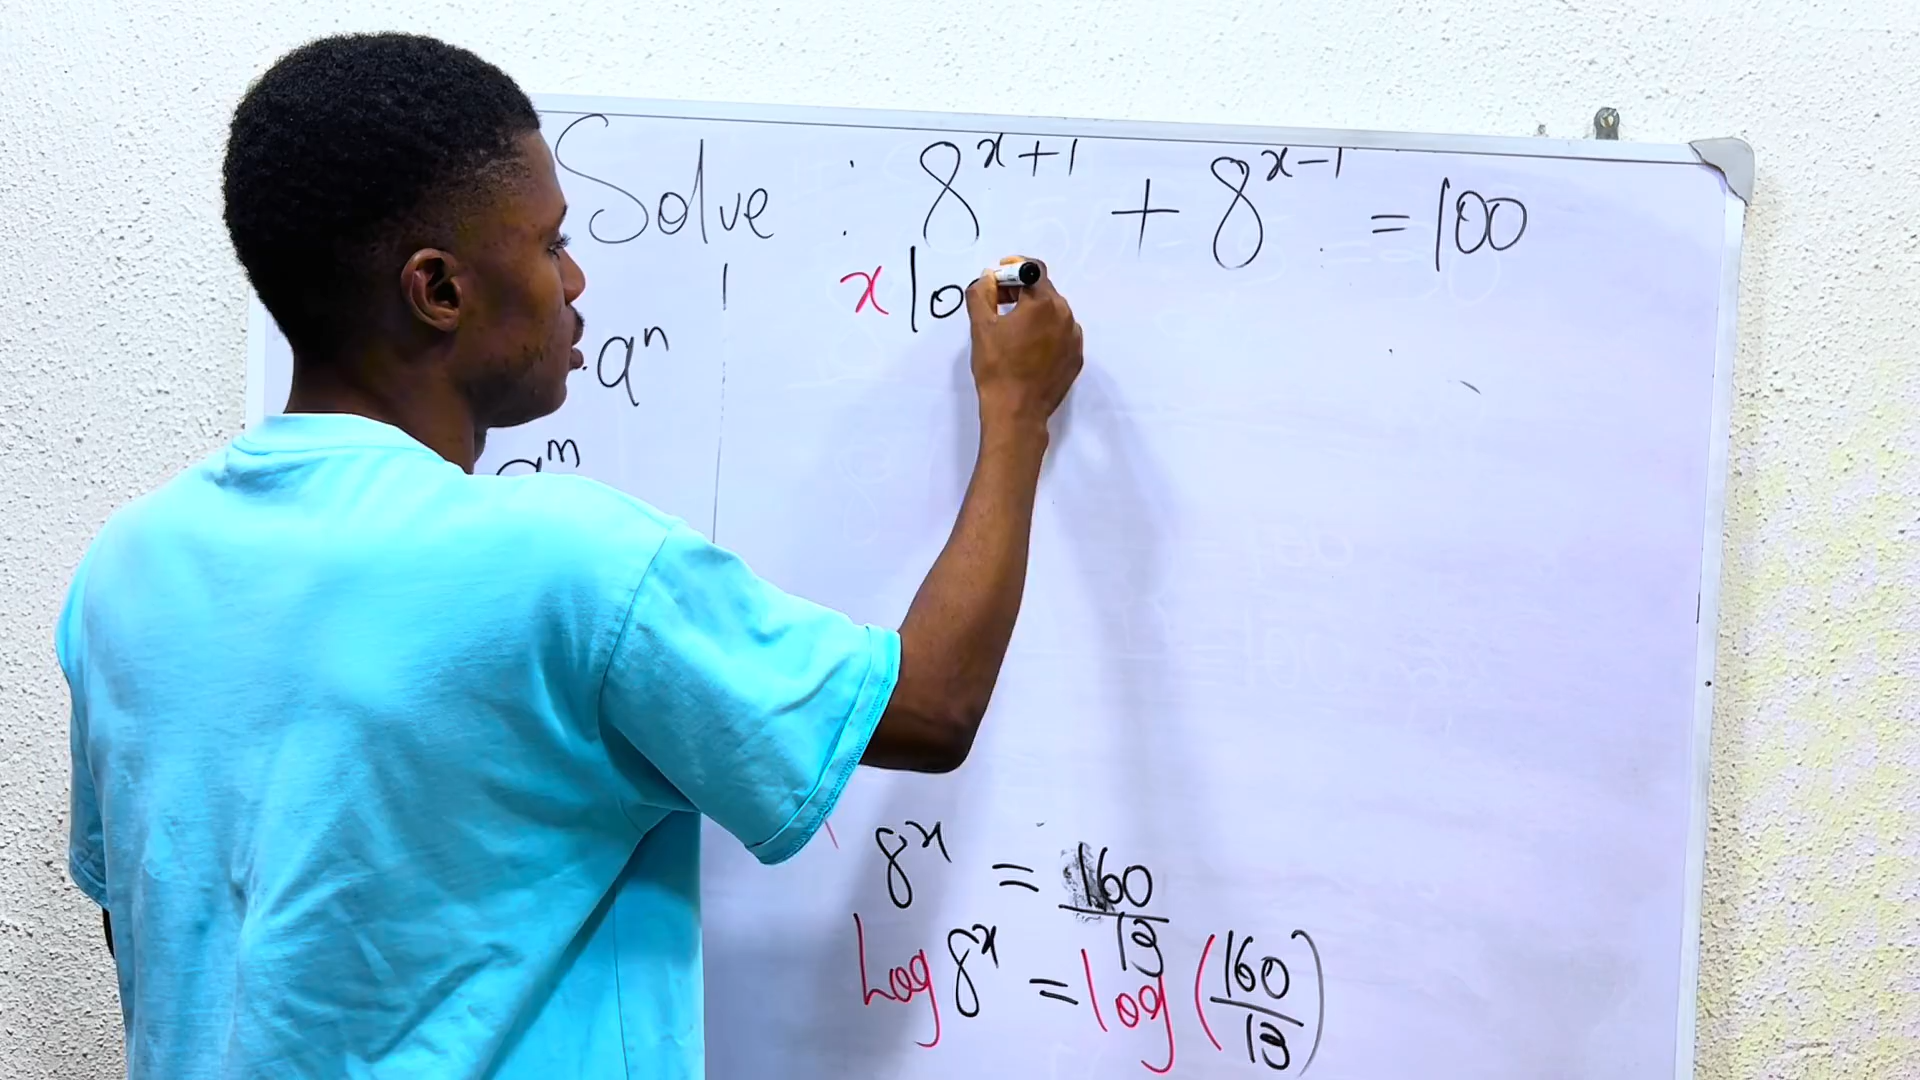 Solve : 8^{x+1} + 8^{x-1} = 100
x lo
a^n
a^m
8^x = 160/13
Log 8^x = log (160/13)